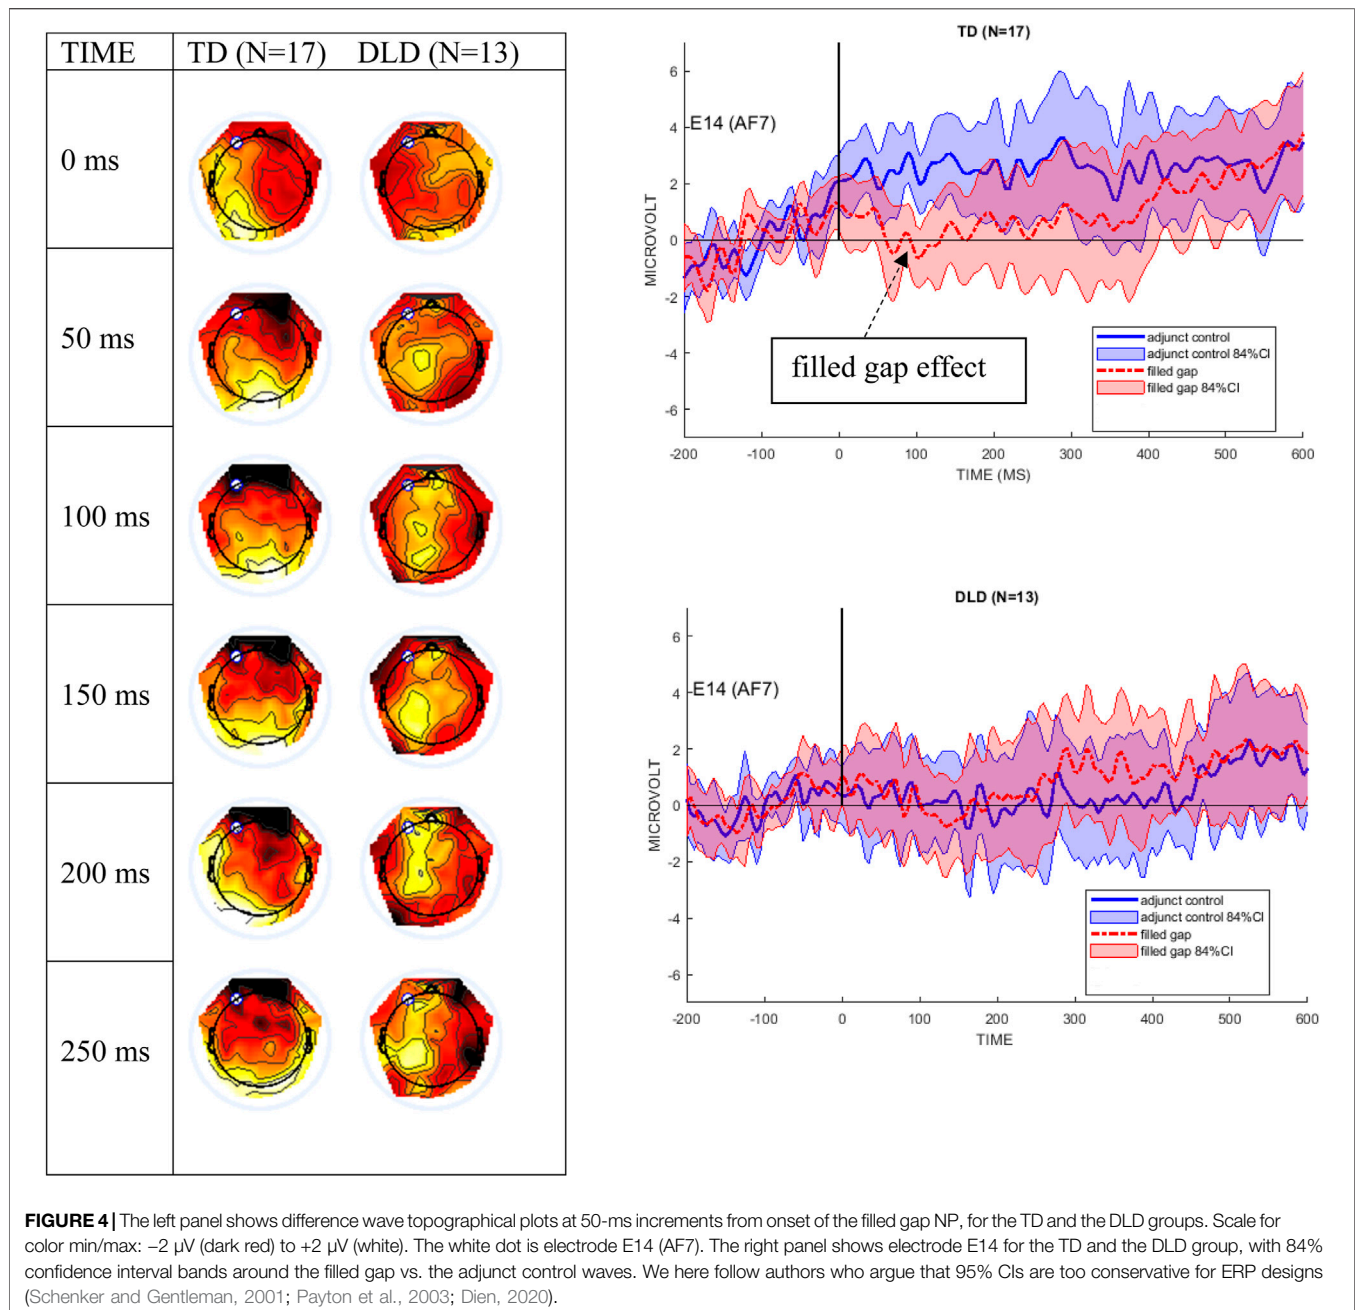 TIME TD (N=17) DLD (N=13)
0 ms
50 ms
100 ms
150 ms
200 ms
250 ms
TD (N=17)
E14 (AF7)
MICROVOLT
6
4
2
0
-2
-4
-6
filled gap effect
adjunct control
adjunct control 84%CI
filled gap
filled gap 84%CI
-200 -100 0 100 200 300 400 500 600
TIME (MS)
DLD (N=13)
E14 (AF7)
MICROVOLT
6
4
2
0
-2
-4
-6
adjunct control
adjunct control 84%CI
filled gap
filled gap 84%CI
-200 -100 0 100 200 300 400 500 600
TIME
FIGURE 4 | The left panel shows difference wave topographical plots at 50-ms increments from onset of the filled gap NP, for the TD and the DLD groups. Scale for
color min/max: −2 μV (dark red) to +2 μV (white). The white dot is electrode E14 (AF7). The right panel shows electrode E14 for the TD and the DLD group, with 84%
confidence interval bands around the filled gap vs. the adjunct control waves. We here follow authors who argue that 95% CIs are too conservative for ERP designs
(Schenker and Gentleman, 2001; Payton et al., 2003; Dien, 2020).